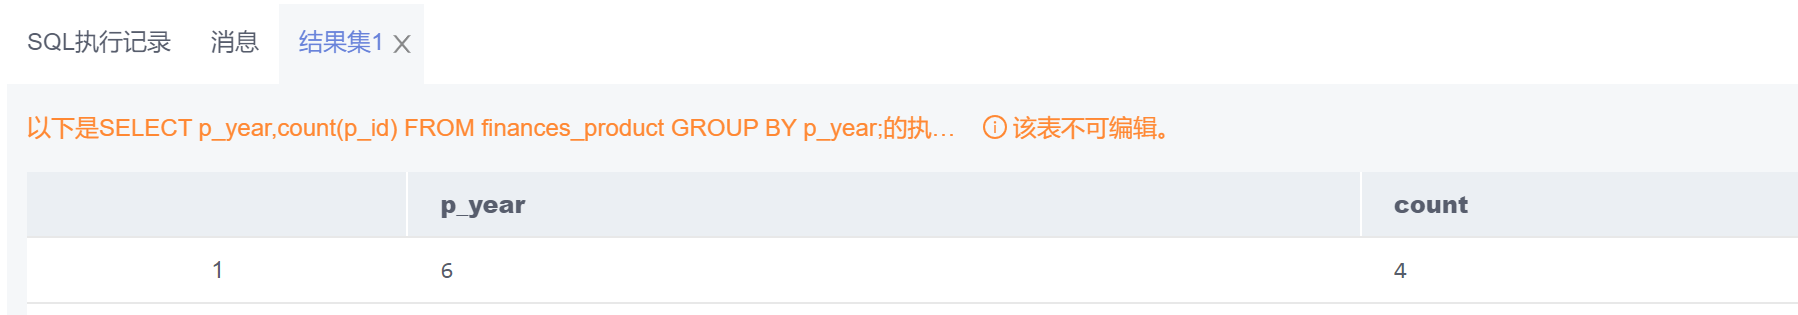 SQL执行记录 消息 结果集1 X
以下是SELECT p_year,count(p_id) FROM finances_product GROUP BY p_year;的执... 该表不可编辑。
p_year count
1 6 4